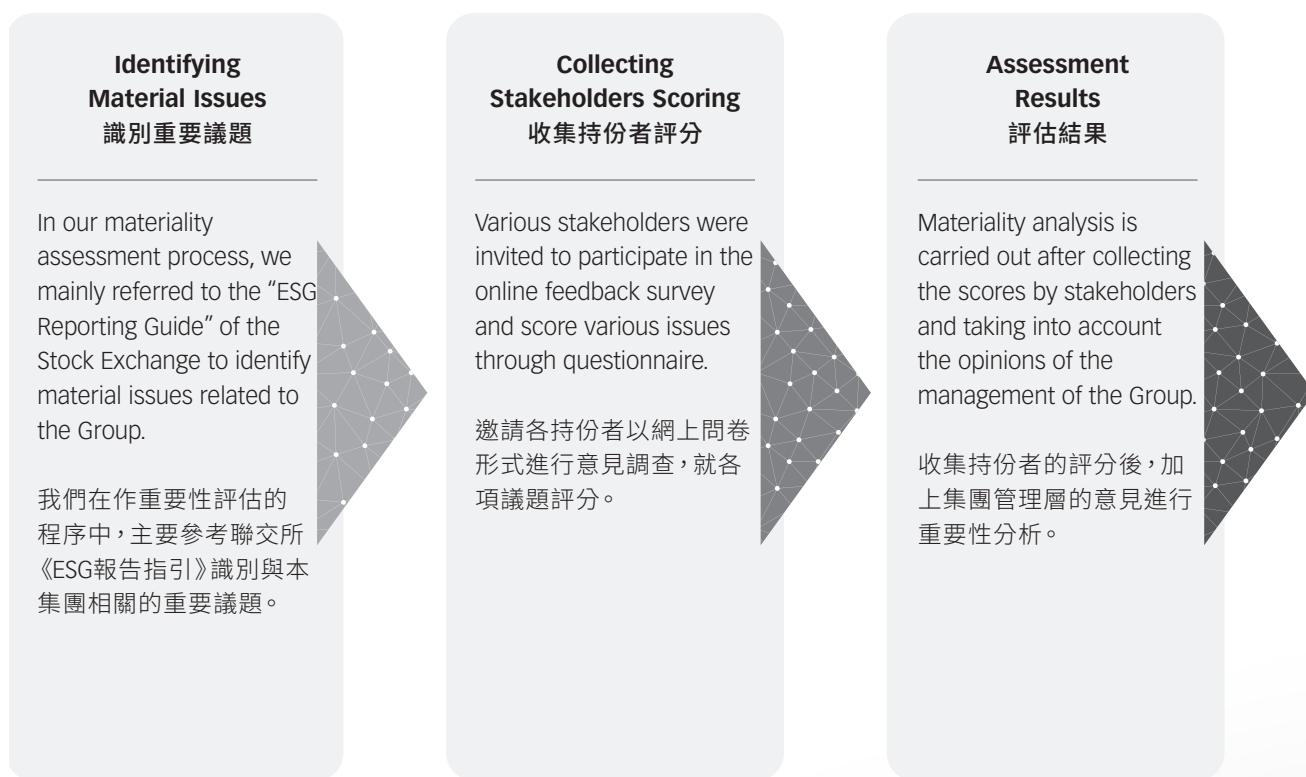 Identifying
Material Issues
識別重要議題
In our materiality
assessment process, we
mainly referred to the “ESG
Reporting Guide” of the
Stock Exchange to identify
material issues related to
the Group.
我們在作重要性評估的
程序中，主要參考聯交所
《ESG報告指引》識別與本
集團相關的重要議題。
Collecting
Stakeholders Scoring
收集持份者評分
Various stakeholders were
invited to participate in the
online feedback survey
and score various issues
through questionnaire.
邀請各持份者以網上問卷
形式進行意見調查，就各
項議題評分。
Assessment
Results
評估結果
Materiality analysis is
carried out after collecting
the scores by stakeholders
and taking into account
the opinions of the
management of the Group.
收集持份者的評分後，加
上集團管理層的意見進行
重要性分析。